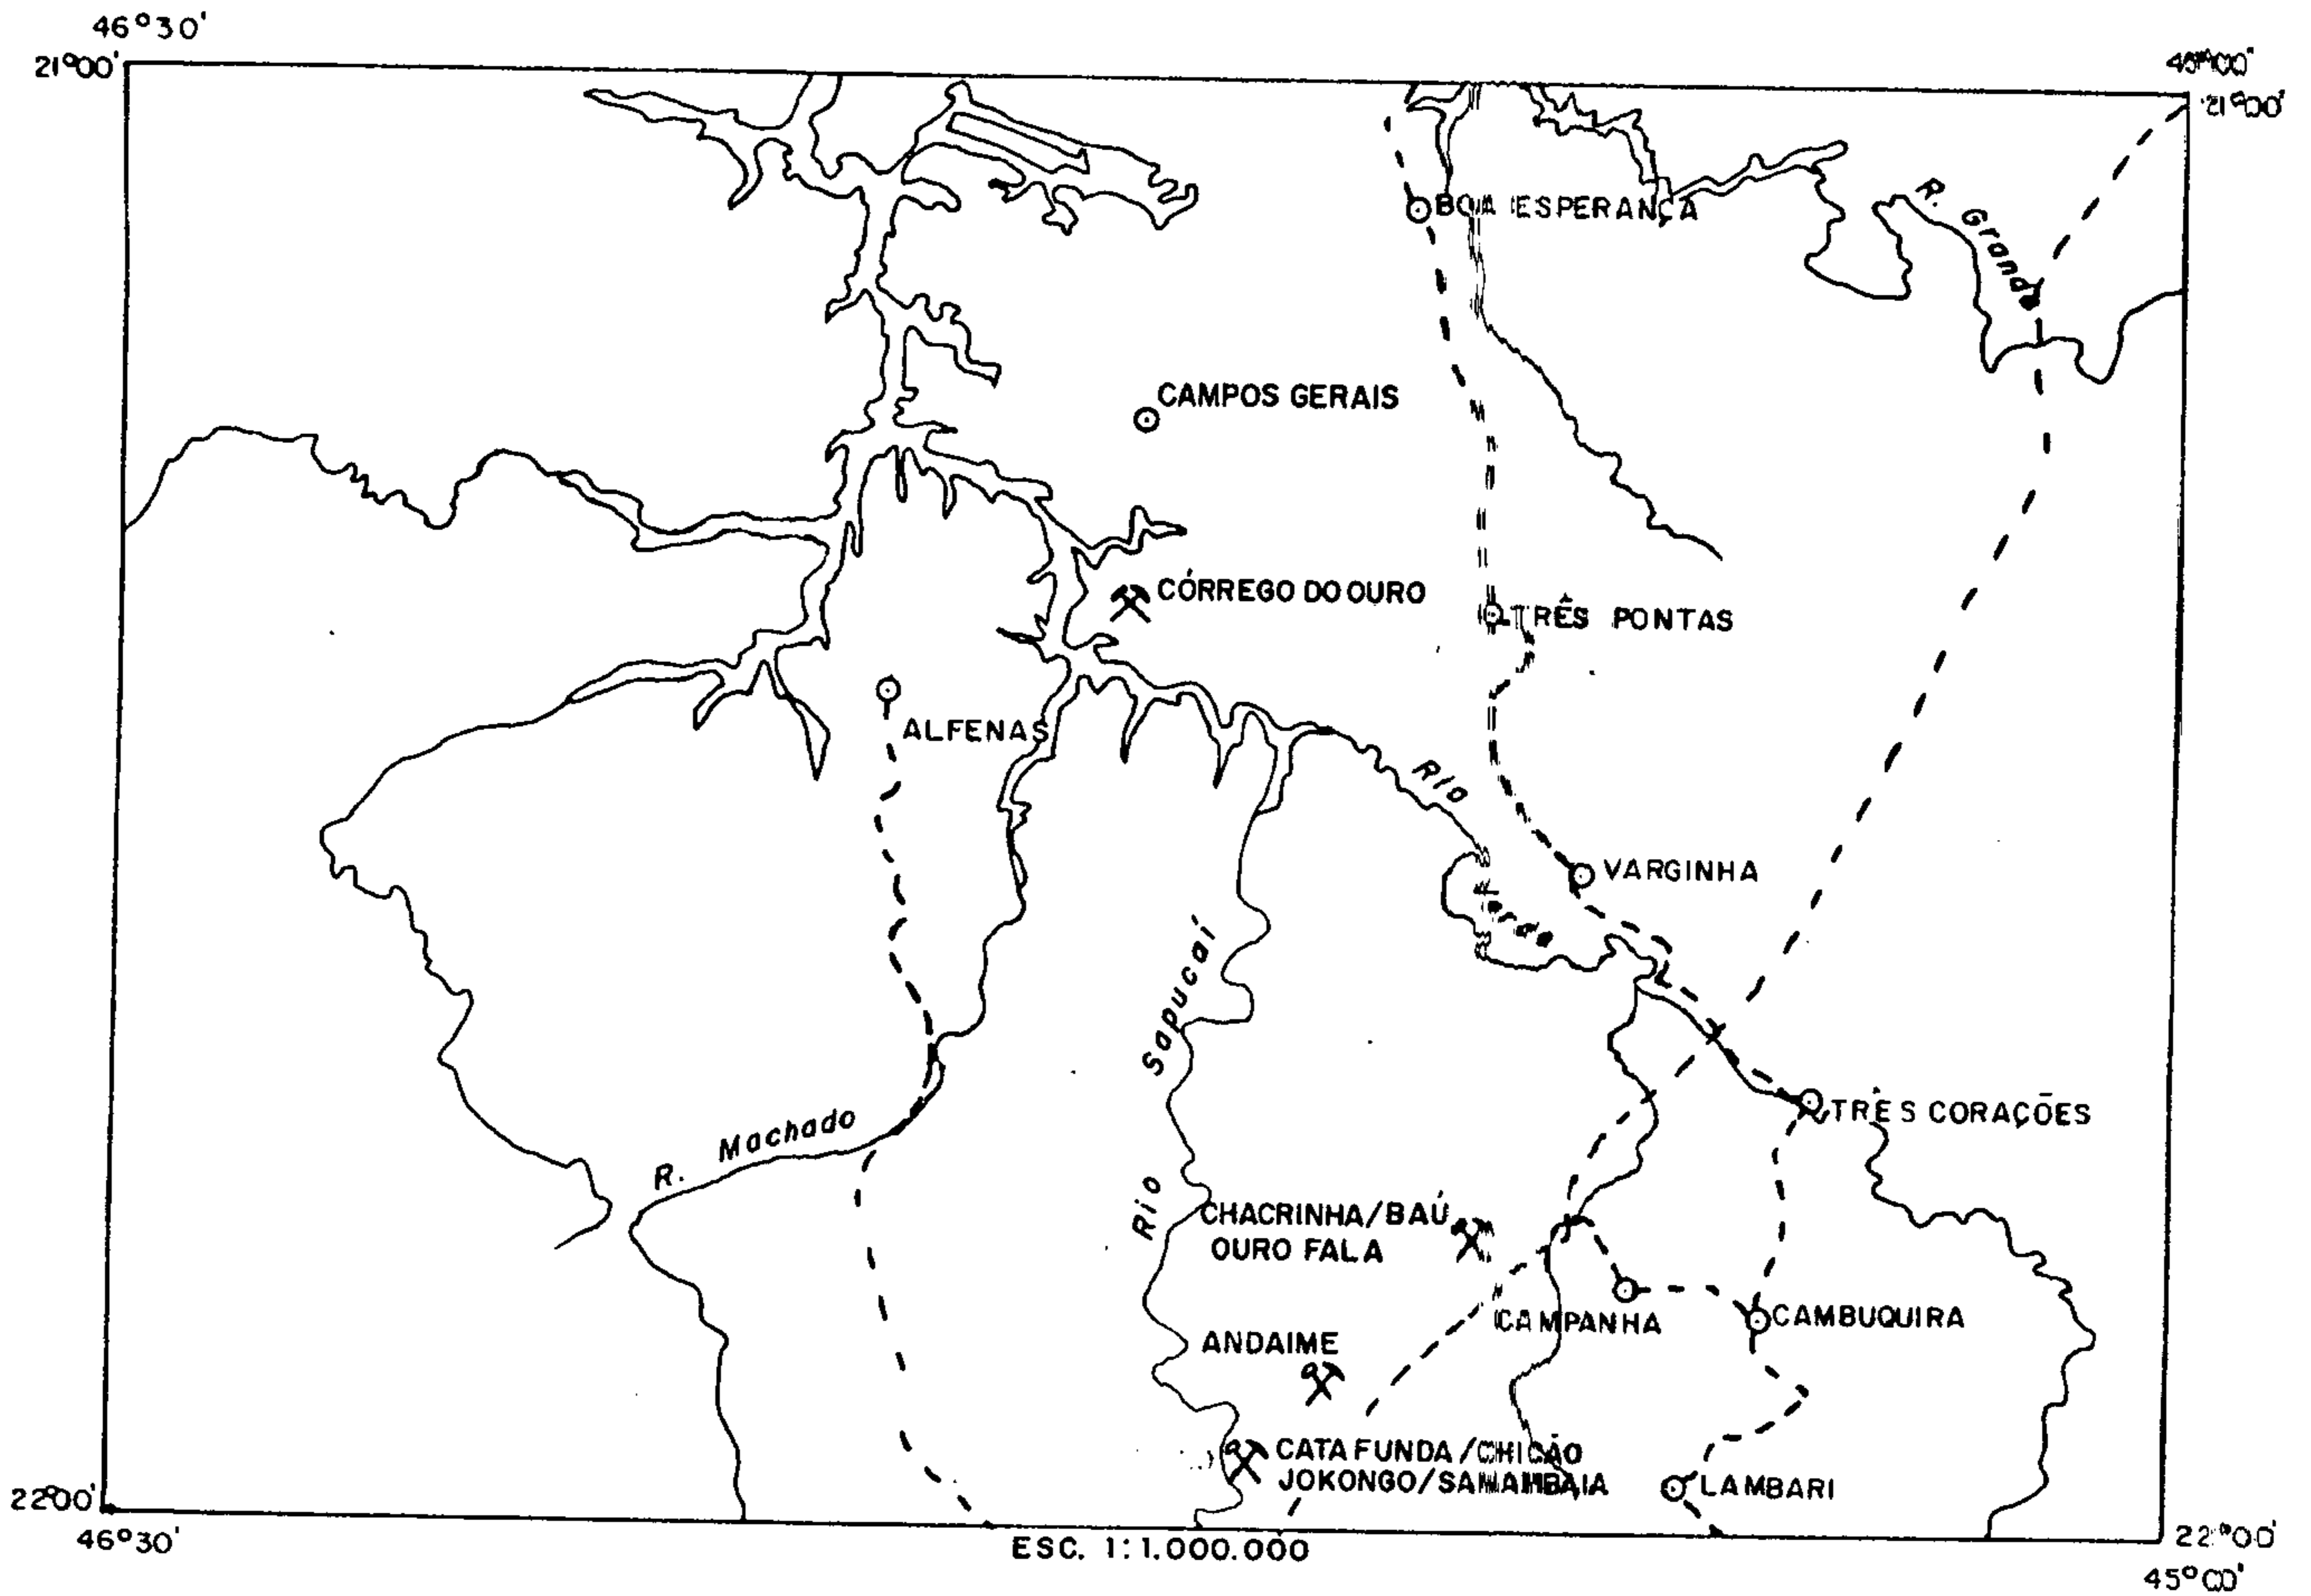 46°30'
21°00'
45°00'
21°00'
R. Grande
BOA ESPERANÇA
CAMPOS GERAIS
CÓRREGO DO OURO
TRÊS PONTAS
ALFENAS
Rio
Verde
VARGINHA
Rio Sapucaí
TRÊS CORAÇÕES
R. Machado
CHACRINHA/BAÚ
OURO FALA
CAMPANHA
CAMBUQUIRA
ANDAIME
CATA FUNDA/CHICÃO
JOKONGO/SAMAMBAIA
LAMBARI
22°00'
46°30'
ESC. 1:1.000.000
22°00'
45°00'